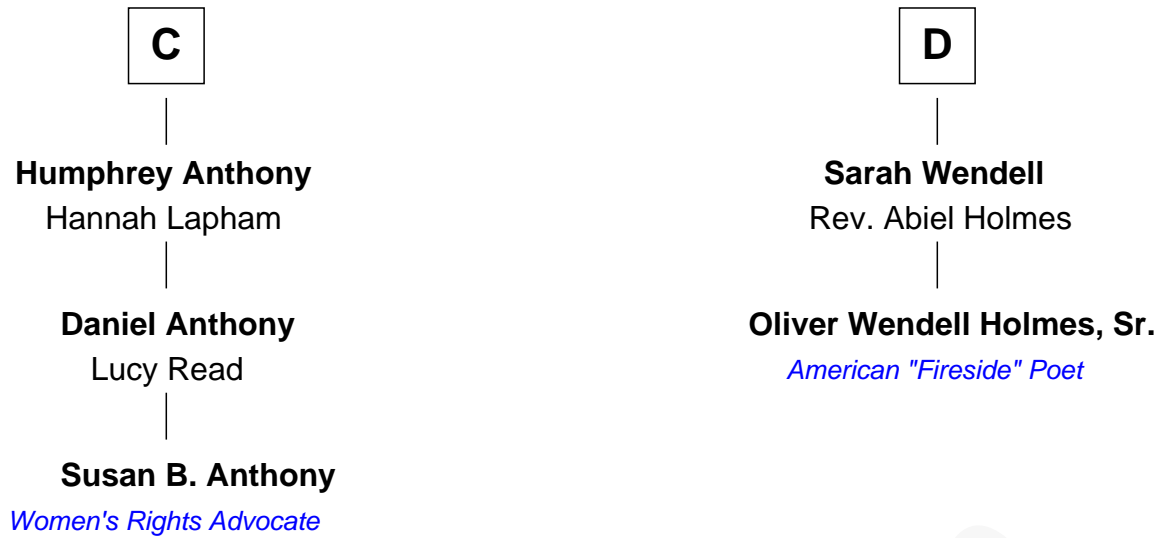 C
Humphrey Anthony
Hannah Lapham
Daniel Anthony
Lucy Read
Susan B. Anthony
Women's Rights Advocate
D
Sarah Wendell
Rev. Abiel Holmes
Oliver Wendell Holmes, Sr.
American "Fireside" Poet